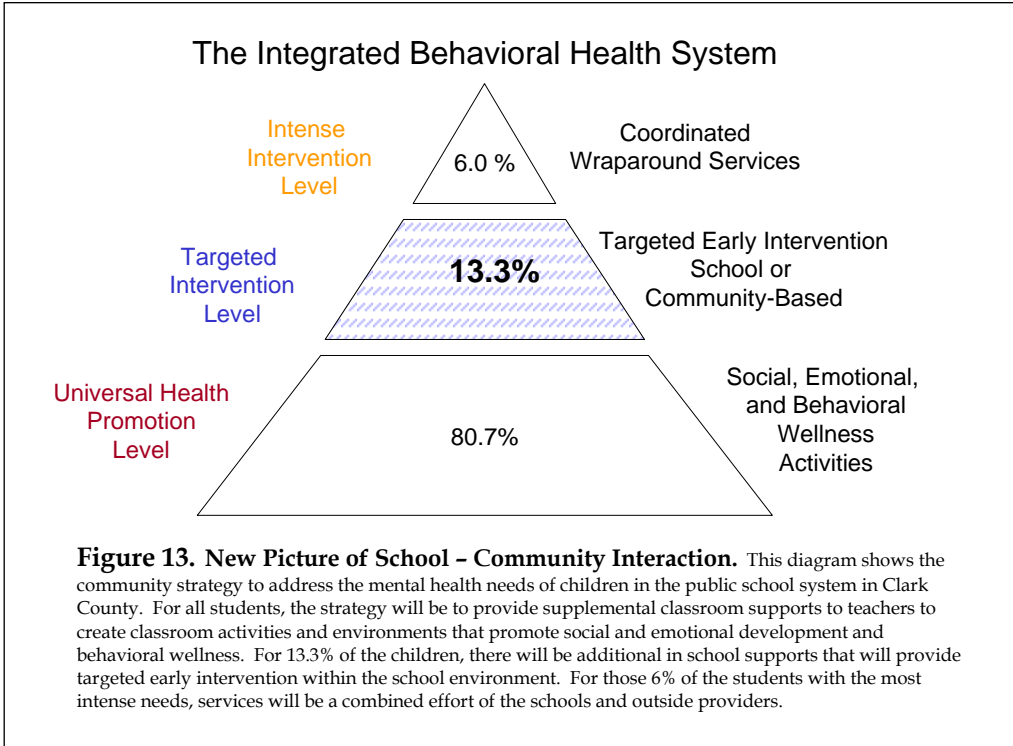 The Integrated Behavioral Health System
Intense
Intervention
Level
6.0 %
Coordinated
Wraparound Services
Targeted
Intervention
Level
13.3%
Targeted Early Intervention
School or
Community-Based
Universal Health
Promotion
Level
80.7%
Social, Emotional,
and Behavioral
Wellness
Activities
Figure 13. New Picture of School – Community Interaction. This diagram shows the
community strategy to address the mental health needs of children in the public school system in Clark
County. For all students, the strategy will be to provide supplemental classroom supports to teachers to
create classroom activities and environments that promote social and emotional development and
behavioral wellness. For 13.3% of the children, there will be additional in school supports that will provide
targeted early intervention within the school environment. For those 6% of the students with the most
intense needs, services will be a combined effort of the schools and outside providers.